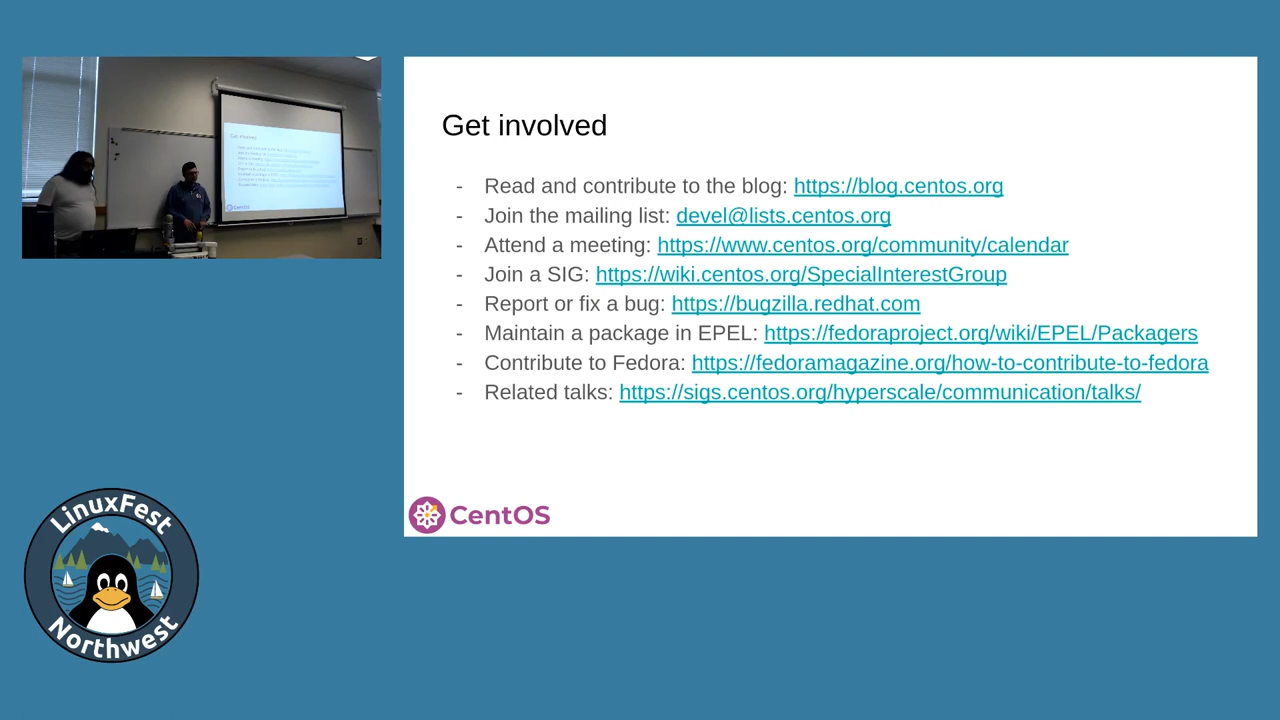 Get involved
- Read and contribute to the blog: https://blog.centos.org
- Join the mailing list: devel@lists.centos.org
- Attend a meeting: https://www.centos.org/community/calendar
- Join a SIG: https://wiki.centos.org/SpecialInterestGroup
- Report or fix a bug: https://bugzilla.redhat.com
- Maintain a package in EPEL: https://fedoraproject.org/wiki/EPEL/Packagers
- Contribute to Fedora: https://fedoramagazine.org/how-to-contribute-to-fedora
- Related talks: https://sigs.centos.org/hyperscale/communication/talks/
CentOS
LinuxFest
Northwest
Get involved
CentOS